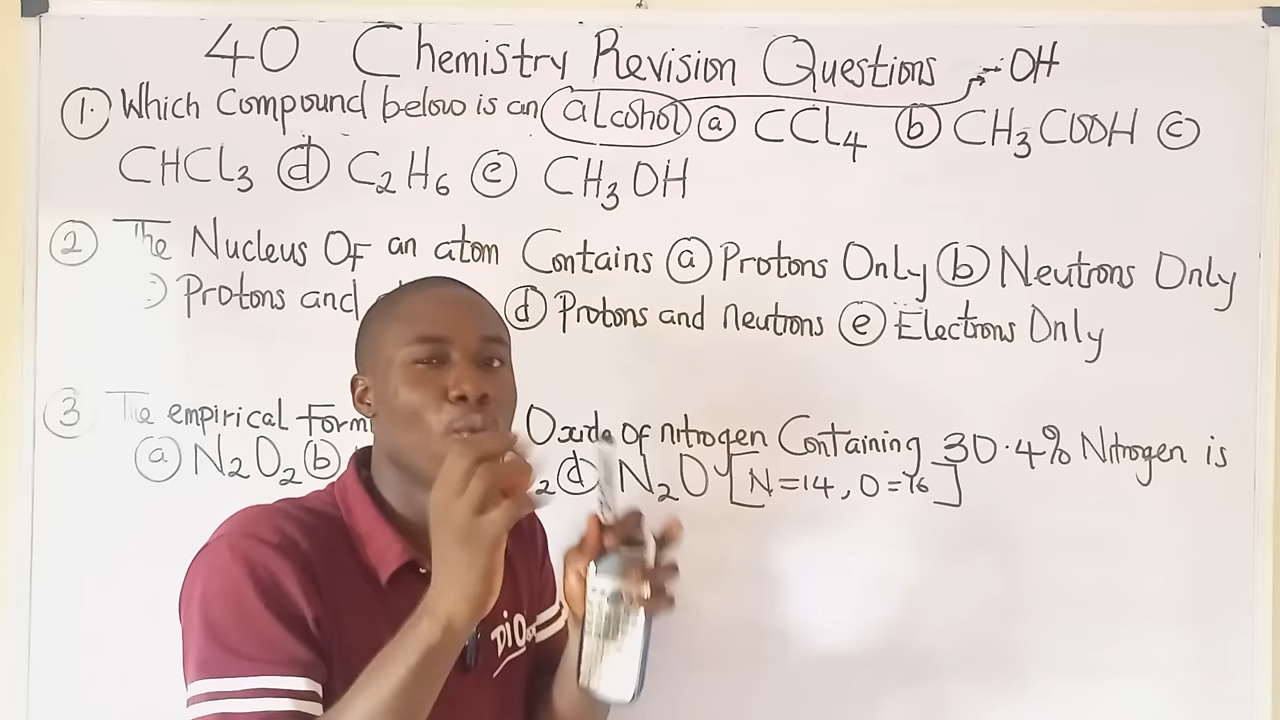 40 Chemistry Revision Questions → -OH
1. Which Compound below is an alcohol a CCl4 b CH3COOH c
CHCl3 d C2H6 e CH3OH
2 The Nucleus Of an atom Contains a Protons Only b Neutrons Only
Protons and d Protons and neutrons e Electrons Only
3 The empirical Oxide Of nitrogen Containing 30.4% Nitrogen is
a N2O2 b 2 d N2O [N=14, O=16]